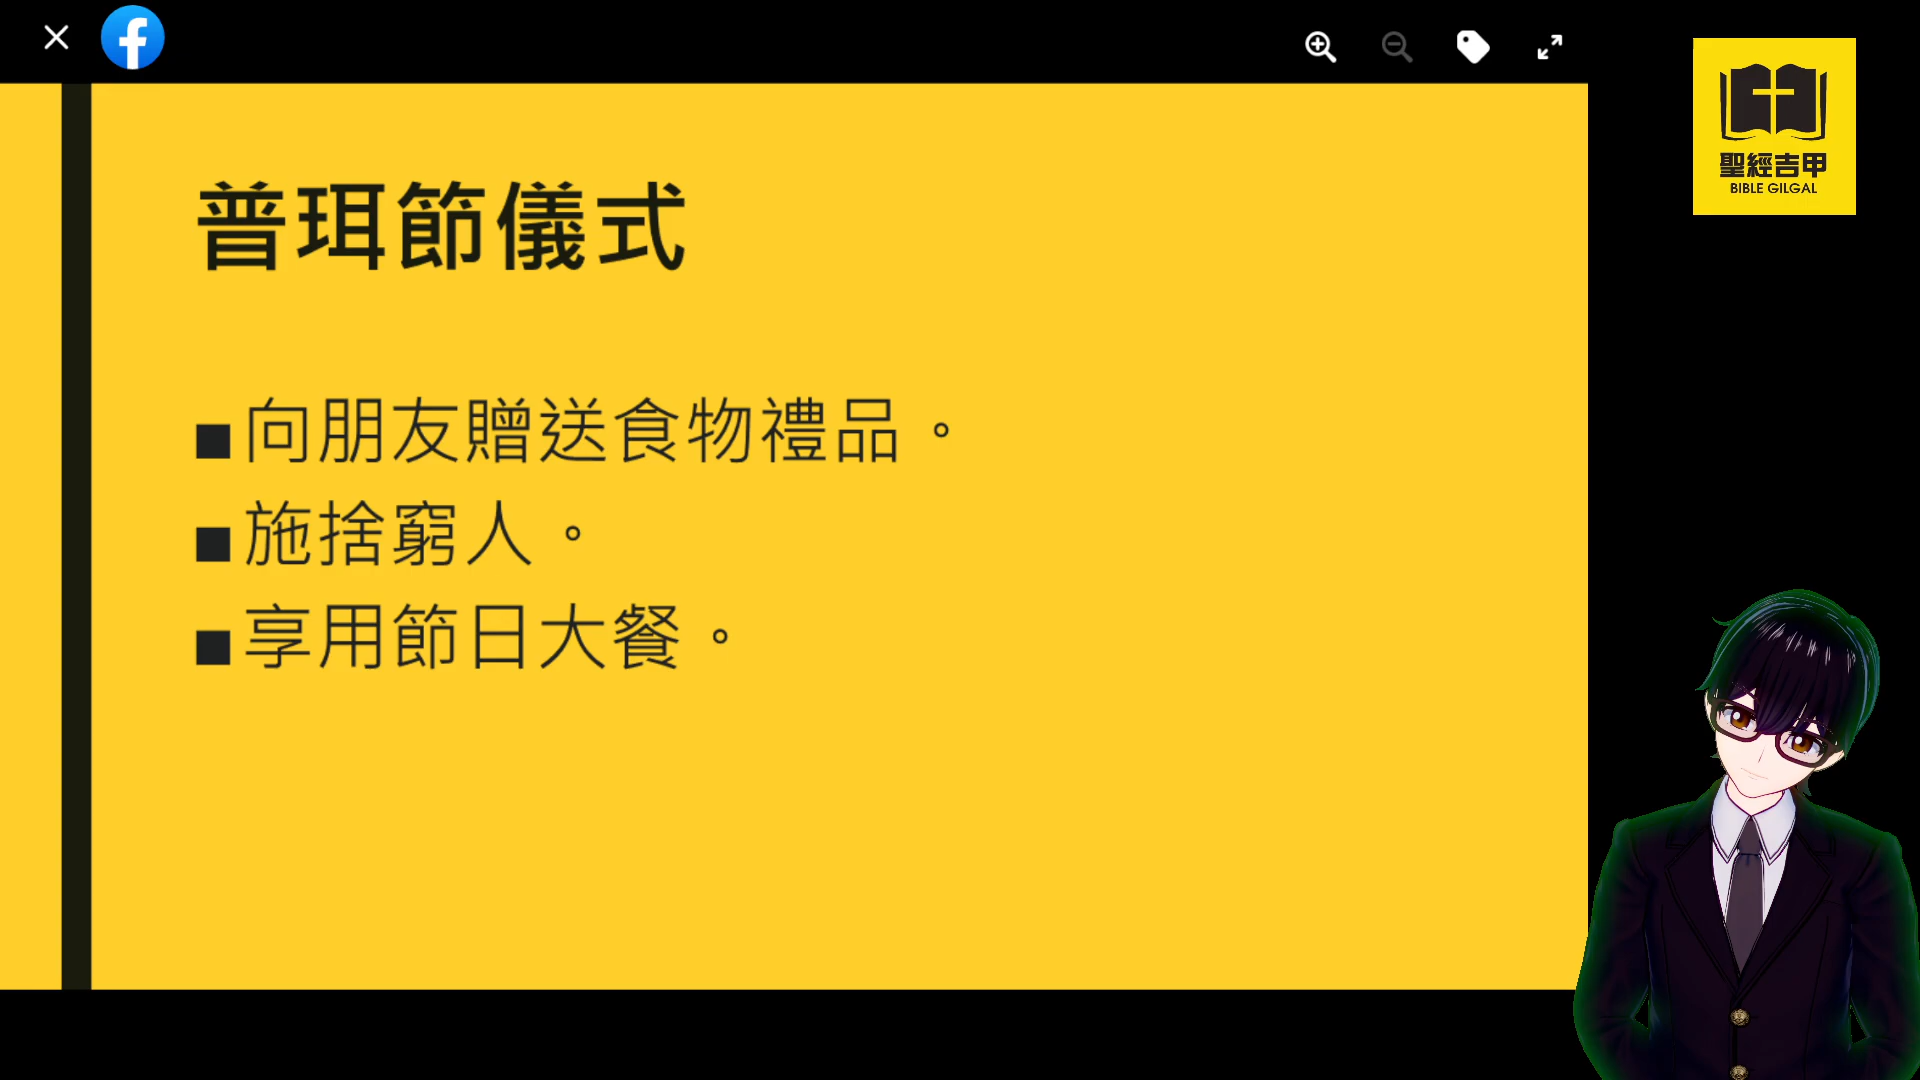 普珥節儀式
■向朋友贈送食物禮品。
■施捨窮人。
■享用節日大餐。
聖經吉甲
BIBLE GILGAL